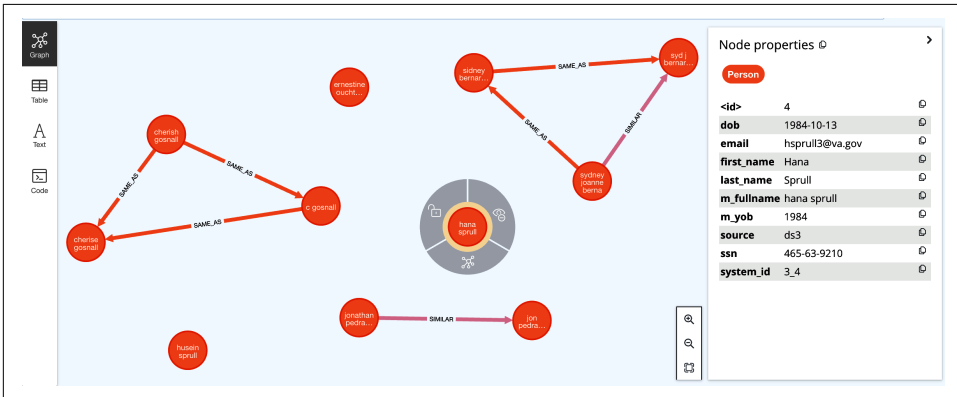 Graph
Table
Text
Code
ernestine
oucht...
sidney
bernar...
SAME_AS
syd j
bernar...
SAME_AS
SIMILAR
sydney
joanne
berna
cherish
gosnall
SAME_AS
SAME_AS
c gosnall
SAME_AS
cherise
gosnall
hana
sprull
jonathan
pedra...
SIMILAR
jon
pedra...
husein
sprull
Node properties
Person
<id> 4
dob 1984-10-13
email hsprull3@va.gov
first_name Hana
last_name Sprull
m_fullname hana sprull
m_yob 1984
source ds3
ssn 465-63-9210
system_id 3_4